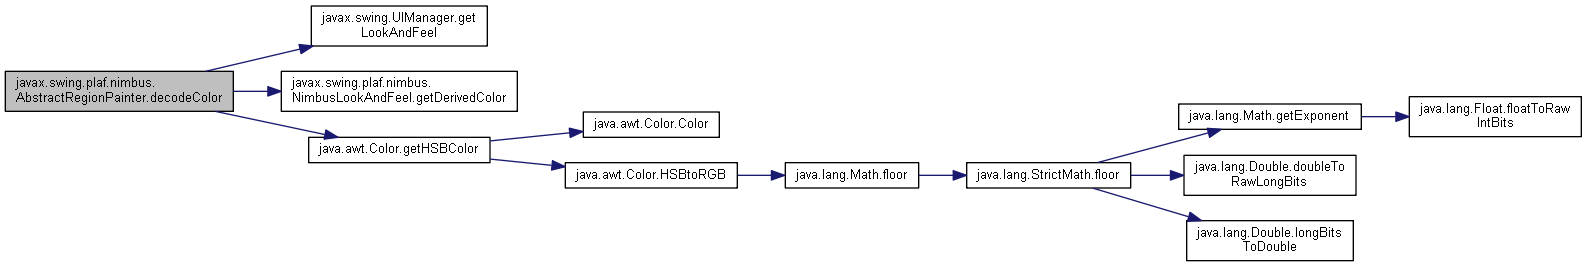 javax.swing.UIManager.get
LookAndFeel
javax.swing.plaf.nimbus.
AbstractRegionPainter.decodeColor
javax.swing.plaf.nimbus.
NimbusLookAndFeel.getDerivedColor
java.awt.Color.getHSBColor
java.awt.Color.Color
java.awt.Color.HSBtoRGB
java.lang.Math.floor
java.lang.StrictMath.floor
java.lang.Math.getExponent
java.lang.Float.floatToRaw
IntBits
java.lang.Double.doubleTo
RawLongBits
java.lang.Double.longBits
ToDouble